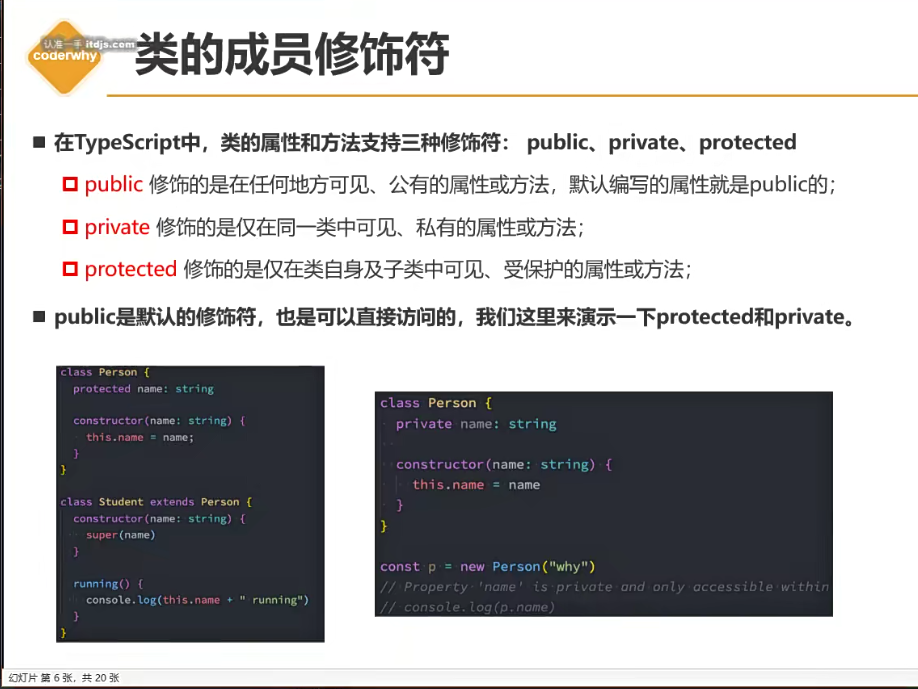 认准一手 itdjs.com
coderwhy
类的成员修饰符
在TypeScript中，类的属性和方法支持三种修饰符： public、private、protected
public 修饰的是在任何地方可见、公有的属性或方法，默认编写的属性就是public的；
private 修饰的是仅在同一类中可见、私有的属性或方法；
protected 修饰的是仅在类自身及子类中可见、受保护的属性或方法；
public是默认的修饰符，也是可以直接访问的，我们这里来演示一下protected和private。
class Person {
protected name: string
constructor(name: string) {
this.name = name;
}
}
class Student extends Person {
constructor(name: string) {
super(name)
}
running() {
console.log(this.name + " running")
}
}
class Person {
private name: string
constructor(name: string) {
this.name = name
}
}
const p = new Person("why")
// Property 'name' is private and only accessible within
// console.log(p.name)
幻灯片 第 6 张，共 20 张